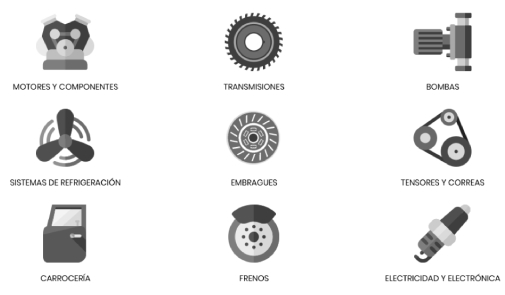 MOTORES Y COMPONENTES
TRANSMISIONES
BOMBAS
SISTEMAS DE REFRIGERACIÓN
EMBRAGUES
TENSORES Y CORREAS
CARROCERÍA
FRENOS
ELECTRICIDAD Y ELECTRÓNICA